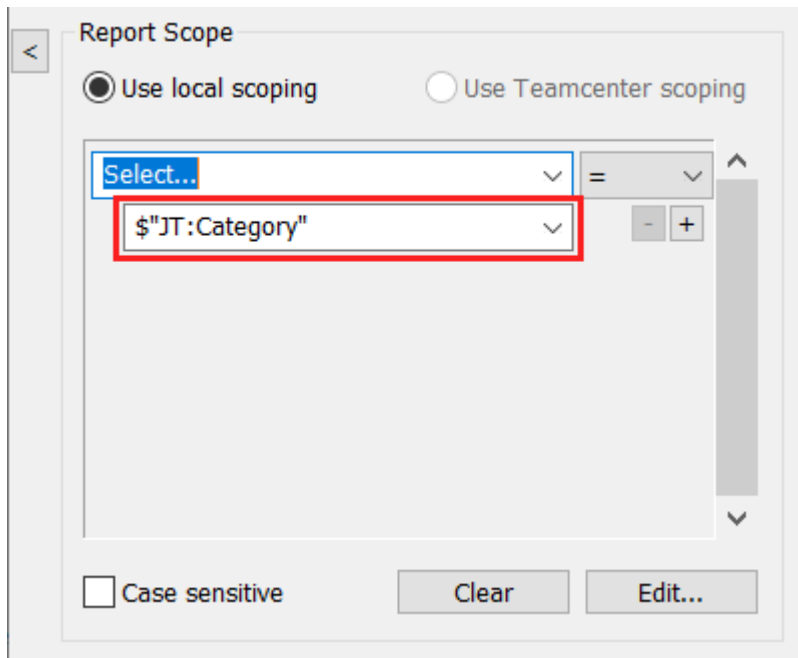 Report Scope
<
Use local scoping Use Teamcenter scoping
Select... =
$"JT:Category" - +
Case sensitive Clear Edit...